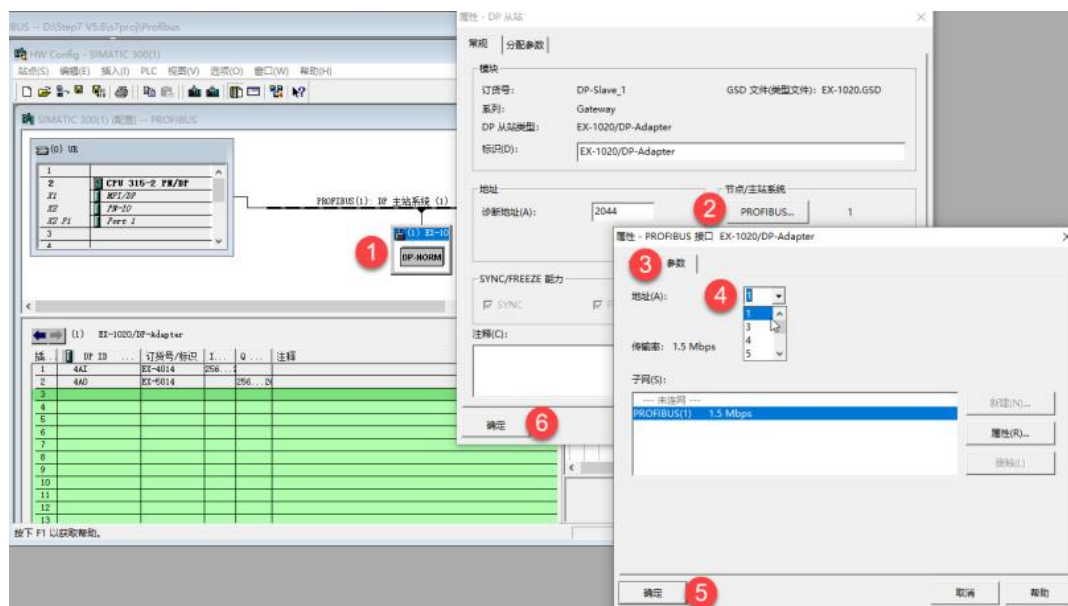 BUS -- D:\Step7 V5.6\s7proj\Profibus
HW Config - SIMATIC 300(1)
站点(S) 编辑(E) 插入(I) PLC 视图(V) 选项(O) 窗口(W) 帮助(H)
SIMATIC 300(1) (配置) -- PROFIBUS
(0) UR
1
2 CPU 315-2 PN/DP
X1 MPI/DP
X2 PN-IO
X2 P1 Port 1
3
4
PROFIBUS(1): DP 主站系统 (1)
(1) EX-10
DP-NORM
1
(1) EX-1020/DP-Adapter
插... DP ID ... 订货号/标识 I... Q ... 注释
1 4AI EX-4014 256...
2 4AO EX-5014 256...
3
4
5
6
7
8
9
10
11
12
13
按下 F1 以获取帮助。
属性 - DP 从站
常规 分配参数
模块
订货号: DP-Slave_1 GSD 文件(类型文件): EX-1020.GSD
系列: Gateway
DP 从站类型: EX-1020/DP-Adapter
标识(D): EX-1020/DP-Adapter
地址
诊断地址(A): 2044
节点/主站系统
2 PROFIBUS... 1
SYNC/FREEZE 能力
SYNC
注释(C):
确定 6
属性 - PROFIBUS 接口 EX-1020/DP-Adapter
3 参数
地址(A): 4 1
1
3
4
5
传输率: 1.5 Mbps
子网(S):
--- 未连网 ---
PROFIBUS(1) 1.5 Mbps
新建(N)...
属性(R)...
删除(L)
确定 5 取消 帮助